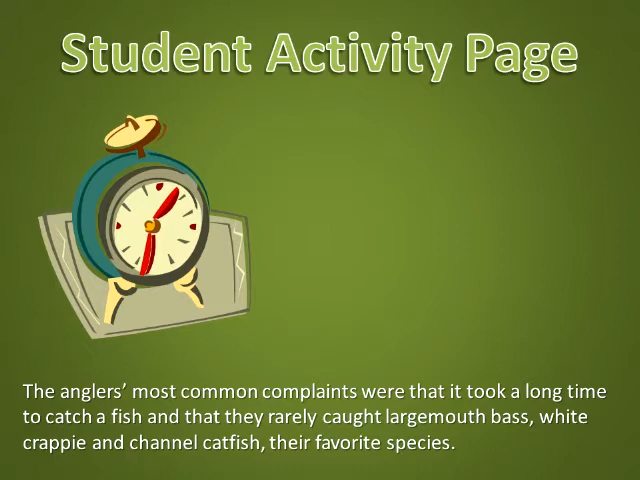 Student Activity Page
The anglers’ most common complaints were that it took a long time
to catch a fish and that they rarely caught largemouth bass, white
crappie and channel catfish, their favorite species.